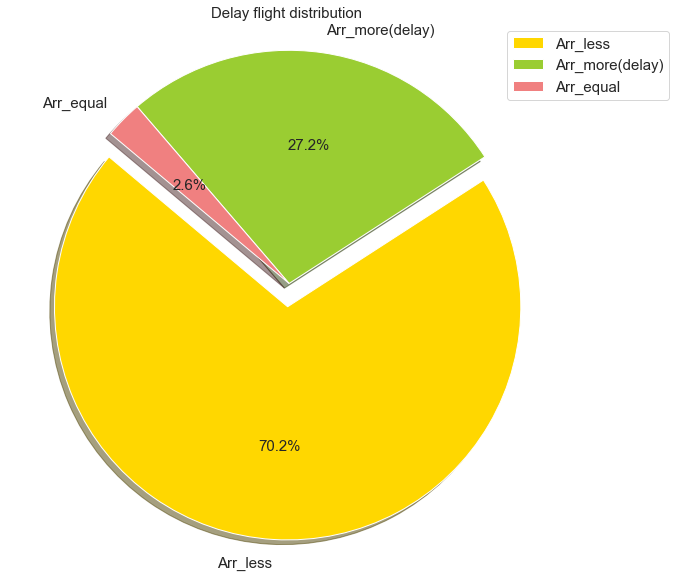 Delay flight distribution
Arr_more(delay)
Arr_less
Arr_more(delay)
Arr_equal
Arr_equal
27.2%
2.6%
70.2%
Arr_less